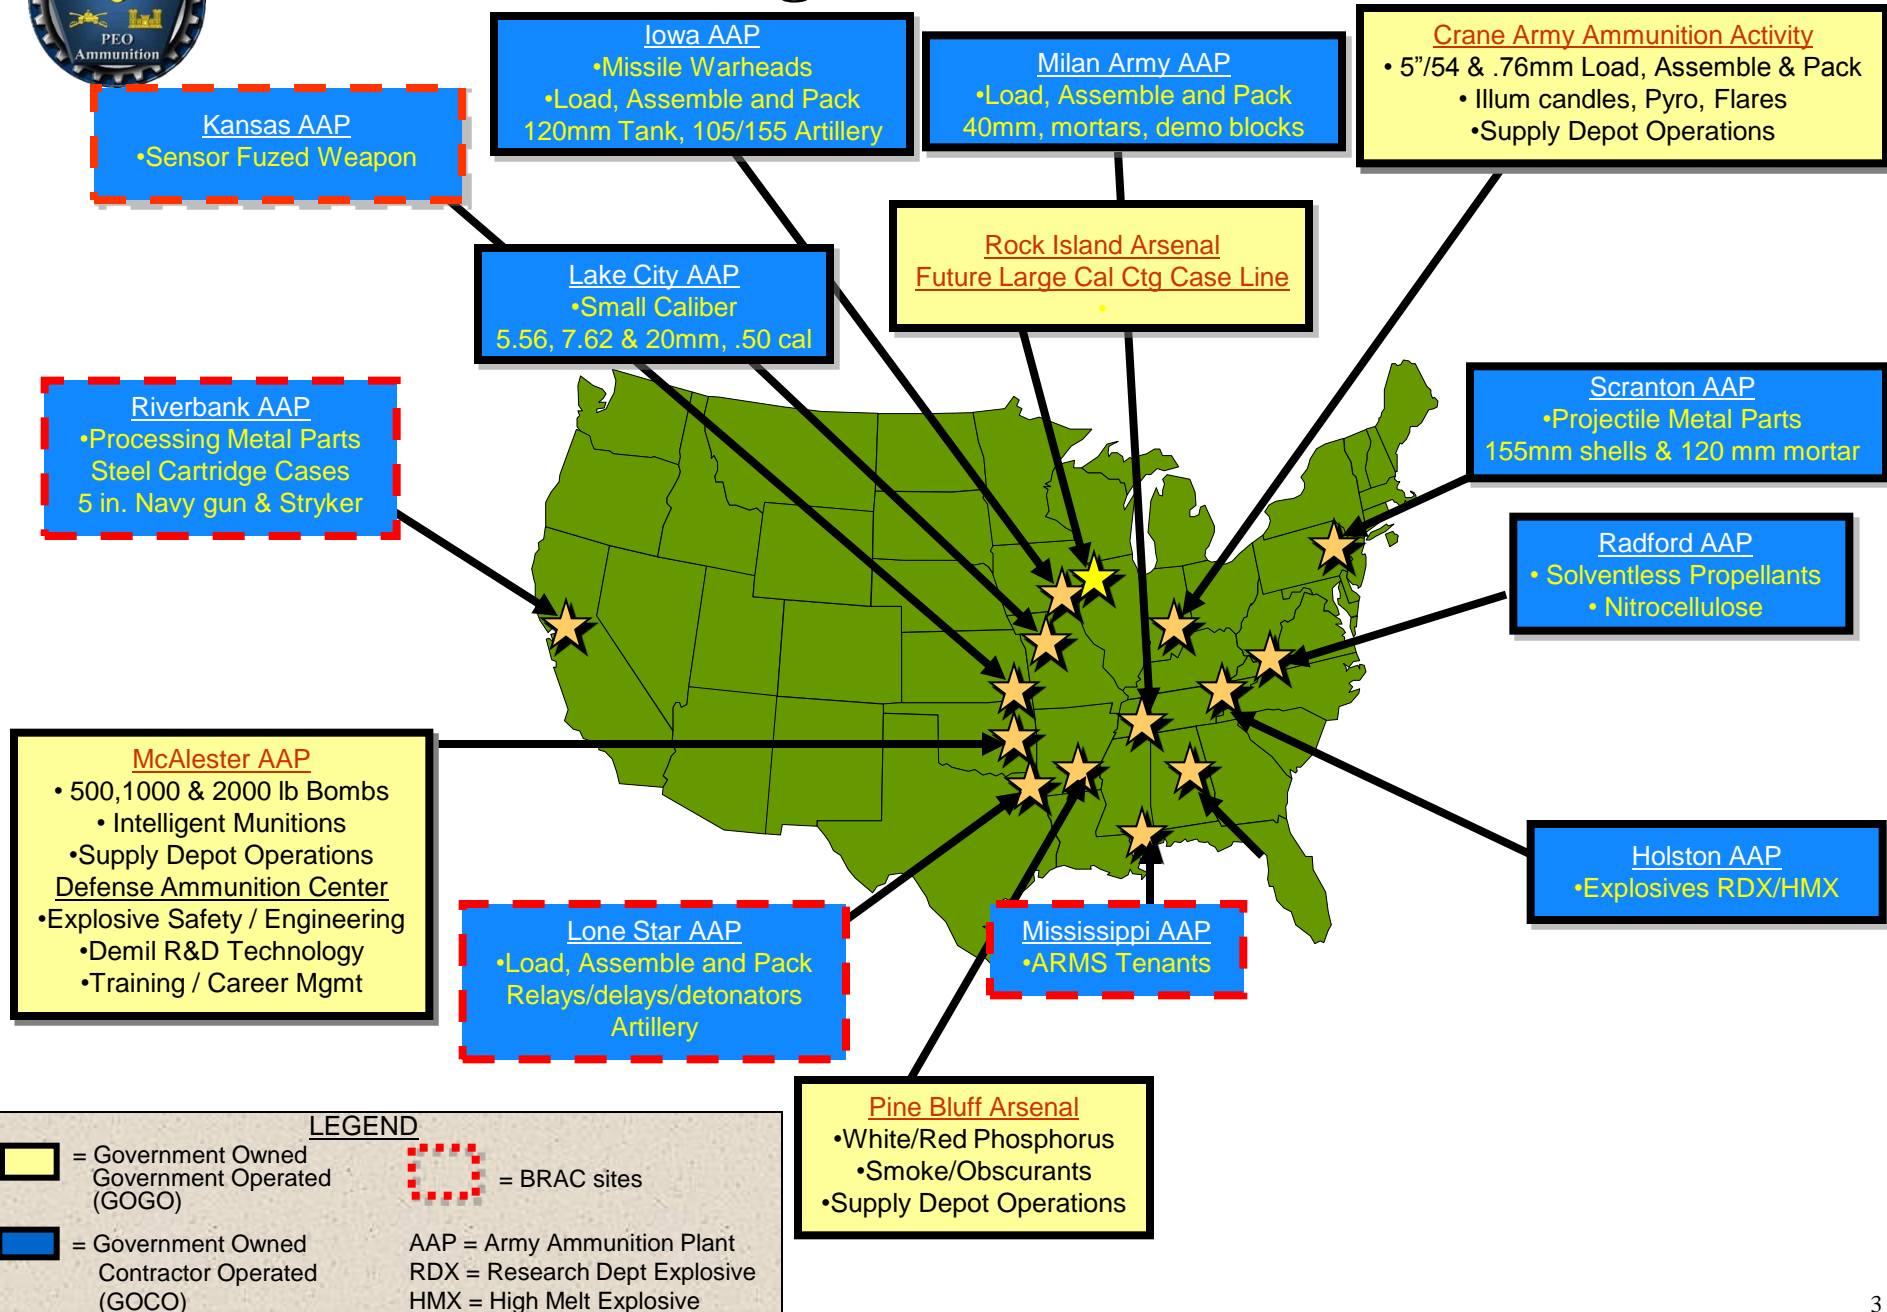 PEO
Ammunition
Iowa AAP
•Missile Warheads
•Load, Assemble and Pack
120mm Tank, 105/155 Artillery
Milan Army AAP
•Load, Assemble and Pack
40mm, mortars, demo blocks
Crane Army Ammunition Activity
• 5”/54 & .76mm Load, Assemble & Pack
• Illum candles, Pyro, Flares
•Supply Depot Operations
Kansas AAP
•Sensor Fuzed Weapon
Rock Island Arsenal
Future Large Cal Ctg Case Line
•
Lake City AAP
•Small Caliber
5.56, 7.62 & 20mm, .50 cal
Riverbank AAP
•Processing Metal Parts
Steel Cartridge Cases
5 in. Navy gun & Stryker
Scranton AAP
•Projectile Metal Parts
155mm shells & 120 mm mortar
Radford AAP
• Solventless Propellants
• Nitrocellulose
McAlester AAP
• 500,1000 & 2000 lb Bombs
• Intelligent Munitions
•Supply Depot Operations
Defense Ammunition Center
•Explosive Safety / Engineering
•Demil R&D Technology
•Training / Career Mgmt
Holston AAP
•Explosives RDX/HMX
Lone Star AAP
•Load, Assemble and Pack
Relays/delays/detonators
Artillery
Mississippi AAP
•ARMS Tenants
Pine Bluff Arsenal
•White/Red Phosphorus
•Smoke/Obscurants
•Supply Depot Operations
LEGEND
= Government Owned
Government Operated
(GOGO)
= BRAC sites
= Government Owned
Contractor Operated
(GOCO)
AAP = Army Ammunition Plant
RDX = Research Dept Explosive
HMX = High Melt Explosive
3